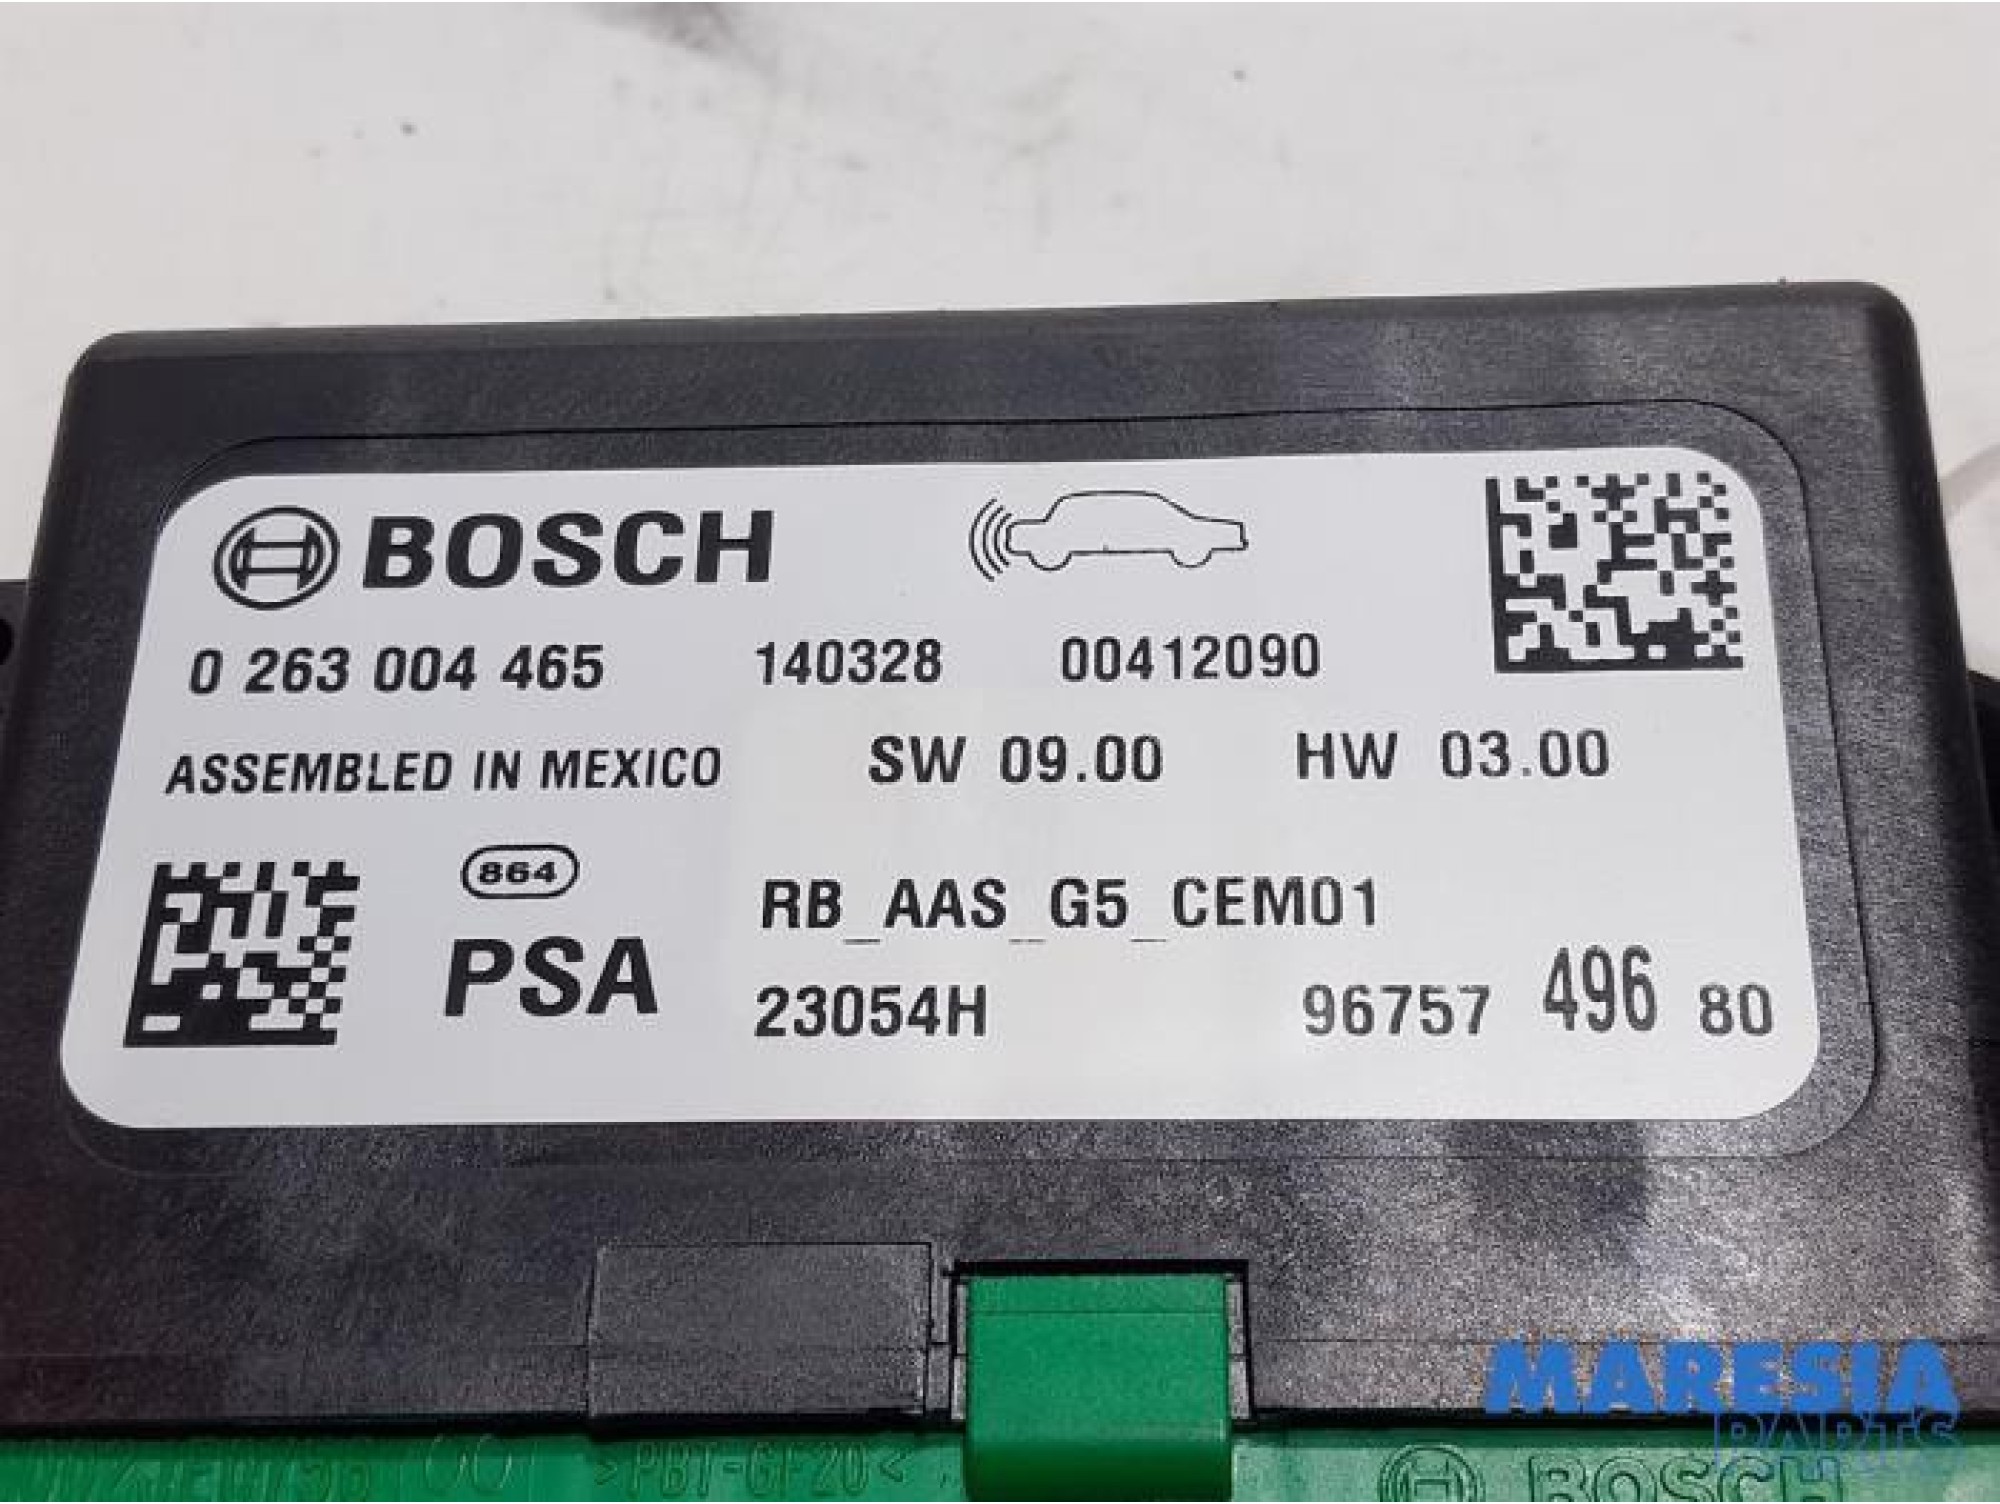 BOSCH
0 263 004 465 140328 00412090
ASSEMBLED IN MEXICO SW 09.00 HW 03.00
864
PSA
RB_AAS_G5_CEM01
23054H 96757 496 80
>PBT-GF20<
BOSCH
MARESIA
PARTS